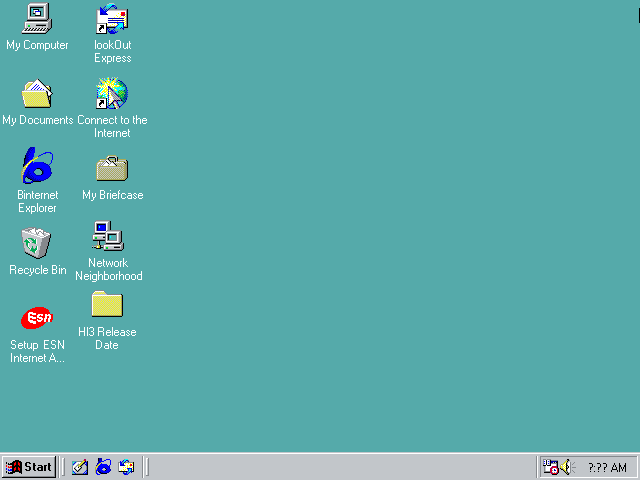 My Computer
lookOut
Express
My Documents
Connect to the
Internet
Binternet
Explorer
My Briefcase
Recycle Bin
Network
Neighborhood
Esn
Setup ESN
Internet A...
HI3 Release
Date
Start
?:?? AM